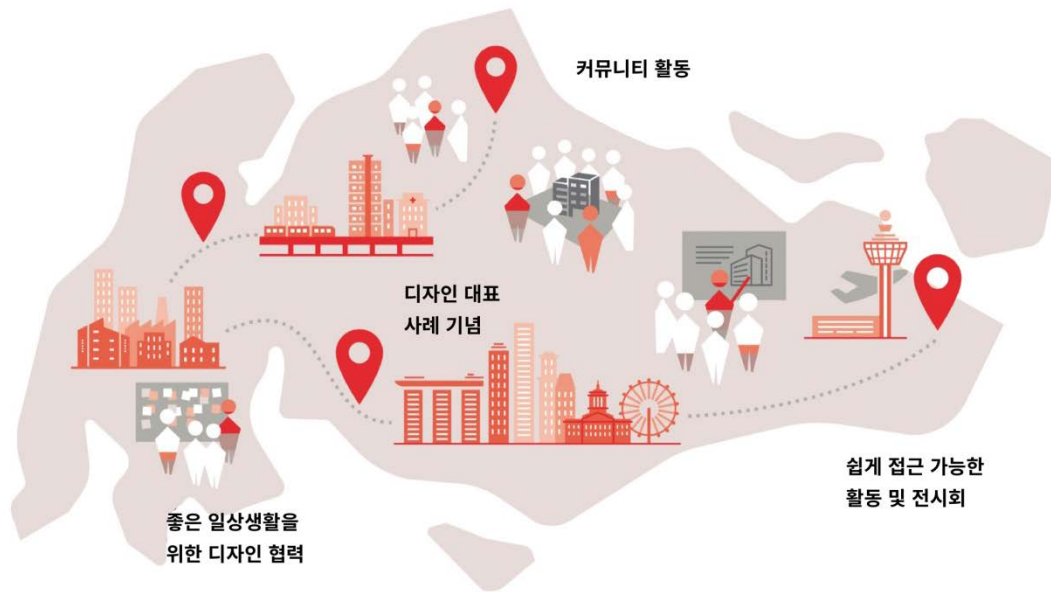 커뮤니티 활동
디자인 대표
사례 기념
쉽게 접근 가능한
활동 및 전시회
좋은 일상생활을
위한 디자인 협력